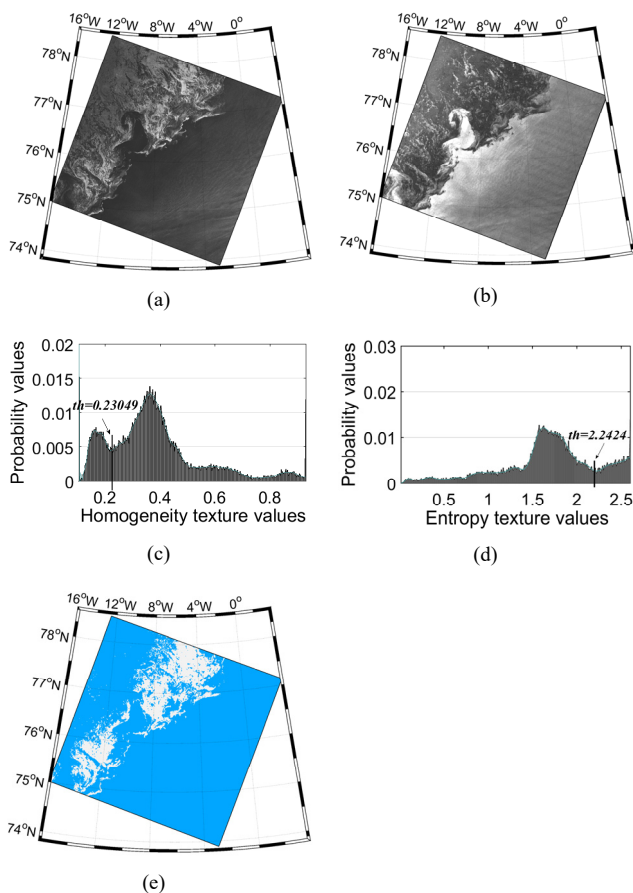 16°W 12°W 8°W 4°W 0°
78°N
77°N
76°N
75°N
74°N
(a)
16°W 12°W 8°W 4°W 0°
78°N
77°N
76°N
75°N
74°N
(b)
Probability values
0.02
0.015
0.01
0.005
0
th=0.23049
0.2 0.4 0.6 0.8
Homogeneity texture values
(c)
Probability values
0.03
0.02
0.01
0
th=2.2424
0.5 1 1.5 2 2.5
Entropy texture values
(d)
16°W 12°W 8°W 4°W 0°
78°N
77°N
76°N
75°N
74°N
(e)